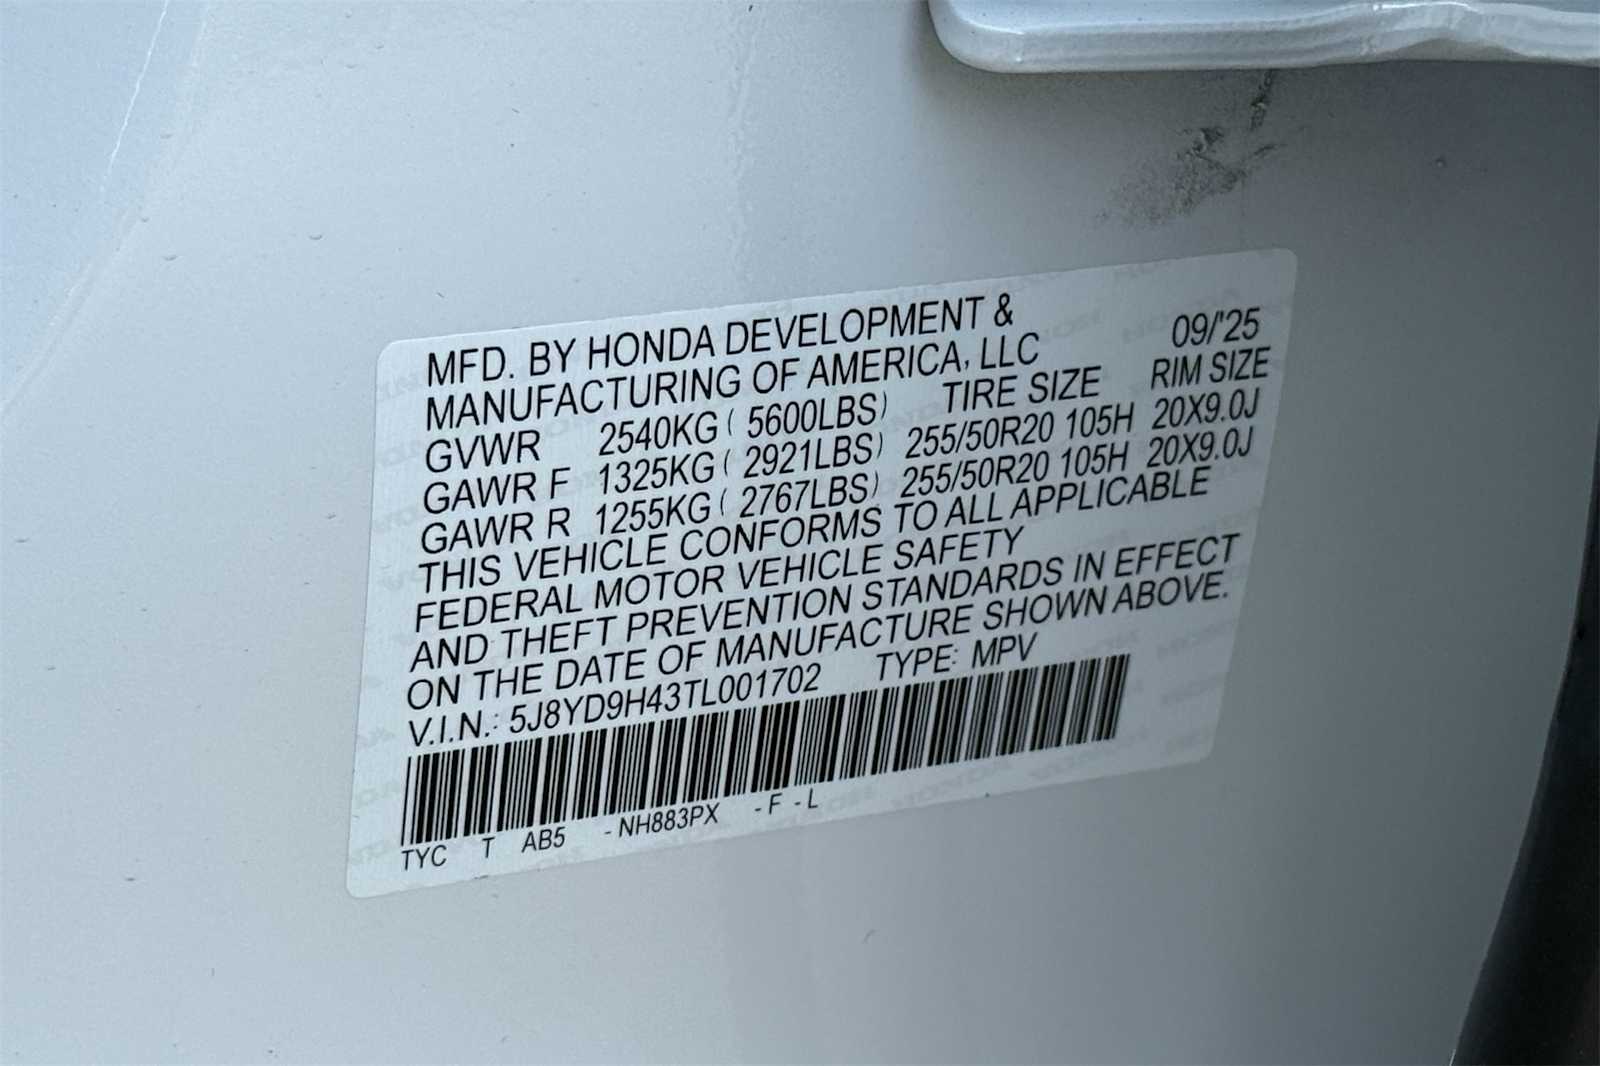 MFD. BY HONDA DEVELOPMENT &
MANUFACTURING OF AMERICA, LLC 09/'25
GVWR 2540KG ( 5600LBS) TIRE SIZE RIM SIZE
GAWR F 1325KG ( 2921LBS) 255/50R20 105H 20X9.0J
GAWR R 1255KG ( 2767LBS) 255/50R20 105H 20X9.0J
THIS VEHICLE CONFORMS TO ALL APPLICABLE
FEDERAL MOTOR VEHICLE SAFETY
AND THEFT PREVENTION STANDARDS IN EFFECT
ON THE DATE OF MANUFACTURE SHOWN ABOVE.
V.I.N.: 5J8YD9H43TL001702 TYPE: MPV
TYC T AB5 -NH883PX -F -L